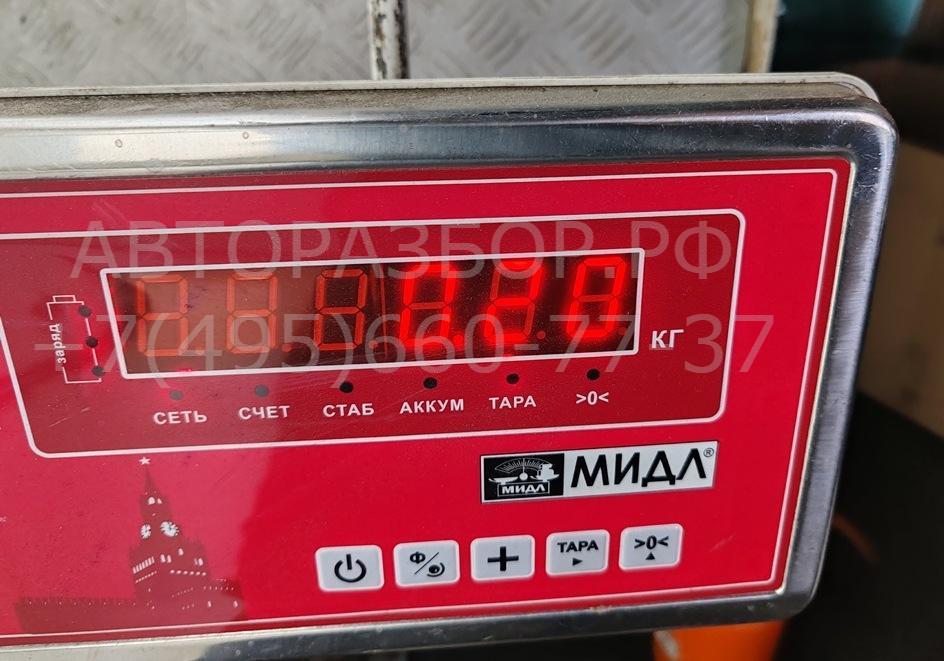 АВТОРАЗБОР.РФ
+7(495)660-77-37
0.20
КГ
заряд
СЕТЬ СЧЕТ СТАБ АККУМ ТАРА >0<
МИДЛ МИДЛ®
Ф/ + ТАРА >0<